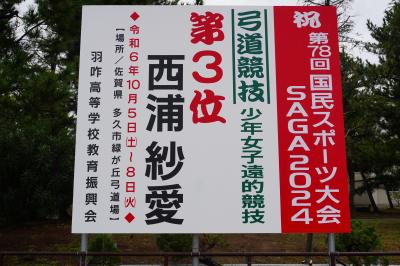 祝
第78回 国民スポーツ大会
SAGA2024
弓道競技 少年女子遠的競技
第3位
西浦紗愛
◆令和6年10月5日(土)～8日(火)◆
【場所／佐賀県 多久市緑が丘弓道場】
羽咋高等学校教育振興会